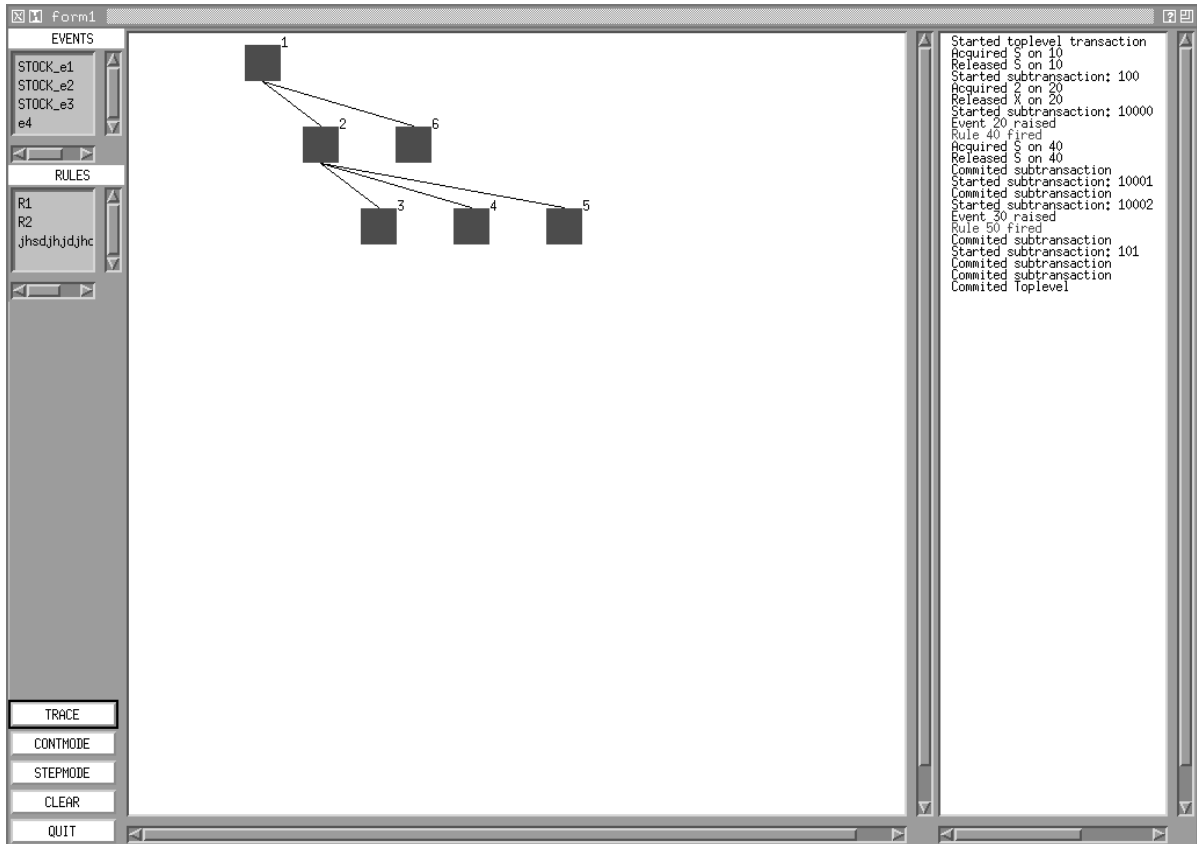 form1
EVENTS
STOCK_e1
STOCK_e2
STOCK_e3
e4
RULES
R1
R2
jhsdjhjdjhc
TRACE
CONTMODE
STEPMODE
CLEAR
QUIT
1
2
6
3
4
5
Started toplevel transaction
Acquired S on 10
Released S on 10
Started subtransaction: 100
Acquired 2 on 20
Released X on 20
Started subtransaction: 10000
Event 20 raised
Rule 40 fired
Acquired S on 40
Released S on 40
Commited subtransaction
Started subtransaction: 10001
Commited subtransaction
Started subtransaction: 10002
Event 30 raised
Rule 50 fired
Commited subtransaction
Started subtransaction: 101
Commited subtransaction
Commited subtransaction
Commited Toplevel